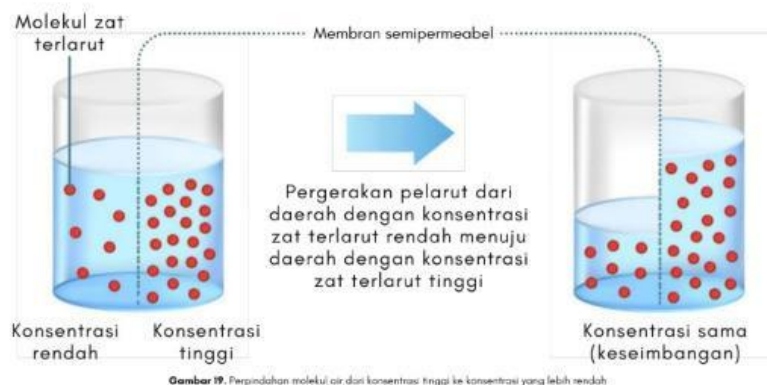 Molekul zat
terlarut
Membran semipermeabel
Pergerakan pelarut dari
daerah dengan konsentrasi
zat terlarut rendah menuju
daerah dengan konsentrasi
zat terlarut tinggi
Konsentrasi
rendah
Konsentrasi
tinggi
Konsentrasi sama
(keseimbangan)
Gambar 19. Perpindahan molekul air dari konsentrasi tinggi ke konsentrasi yang lebih rendah